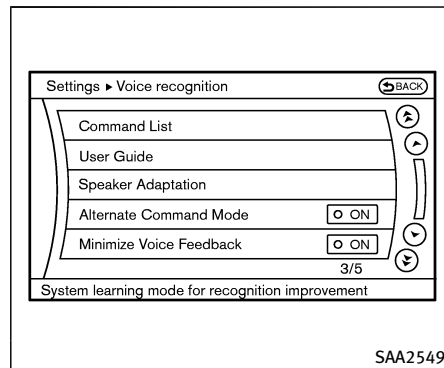 Settings ▸ Voice recognition BACK
Command List
User Guide
Speaker Adaptation
Alternate Command Mode ON
Minimize Voice Feedback ON
3/5
System learning mode for recognition improvement
SAA2549